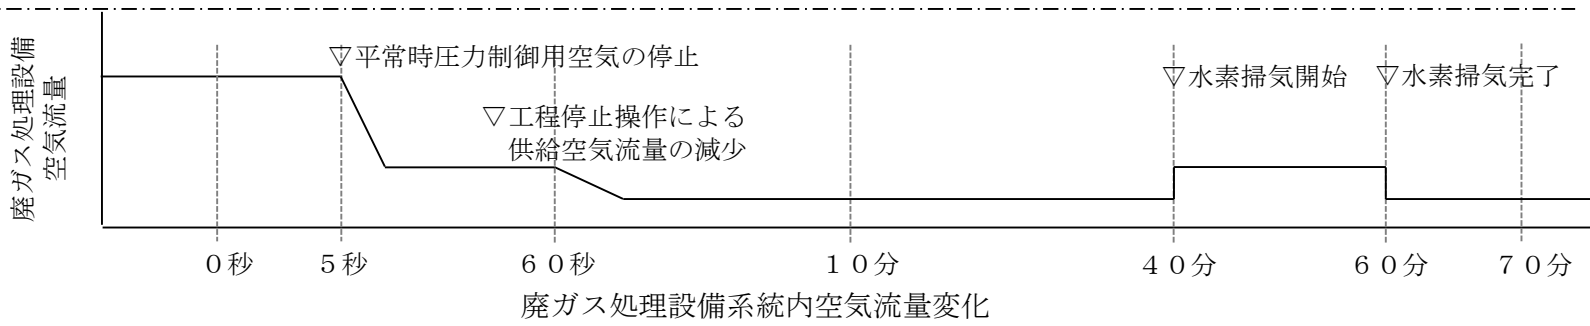 廃ガス処理設備
空気流量
▽平常時圧力制御用空気の停止
▽工程停止操作による
供給空気流量の減少
▽水素掃気開始
▽水素掃気完了
０秒
５秒
６０秒
１０分
４０分
６０分
７０分
廃ガス処理設備系統内空気流量変化